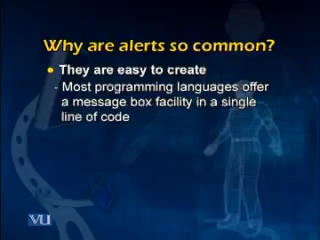 Why are alerts so common?
• They are easy to create
- Most programming languages offer
a message box facility in a single
line of code
VU